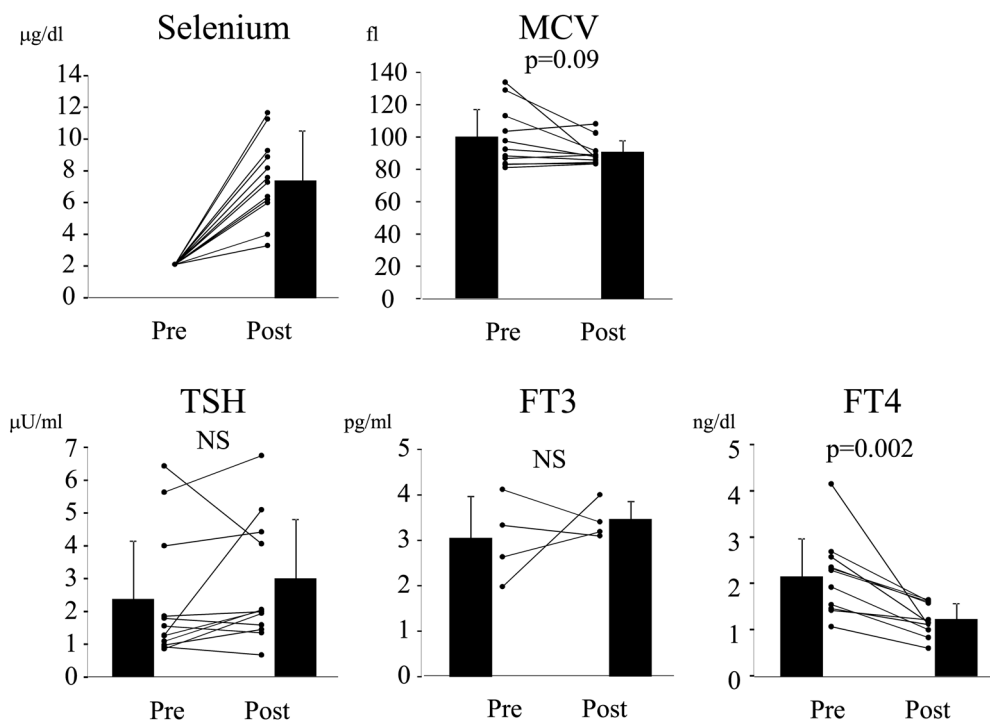 Selenium
μg/dl
14
12
10
8
6
4
2
0
Pre Post
MCV
fl
p=0.09
140
120
100
80
60
40
20
0
Pre Post
TSH
μU/ml
NS
7
6
5
4
3
2
1
0
Pre Post
FT3
pg/ml
NS
5
4
3
2
1
0
Pre Post
FT4
ng/dl
p=0.002
5
4
3
2
1
0
Pre Post